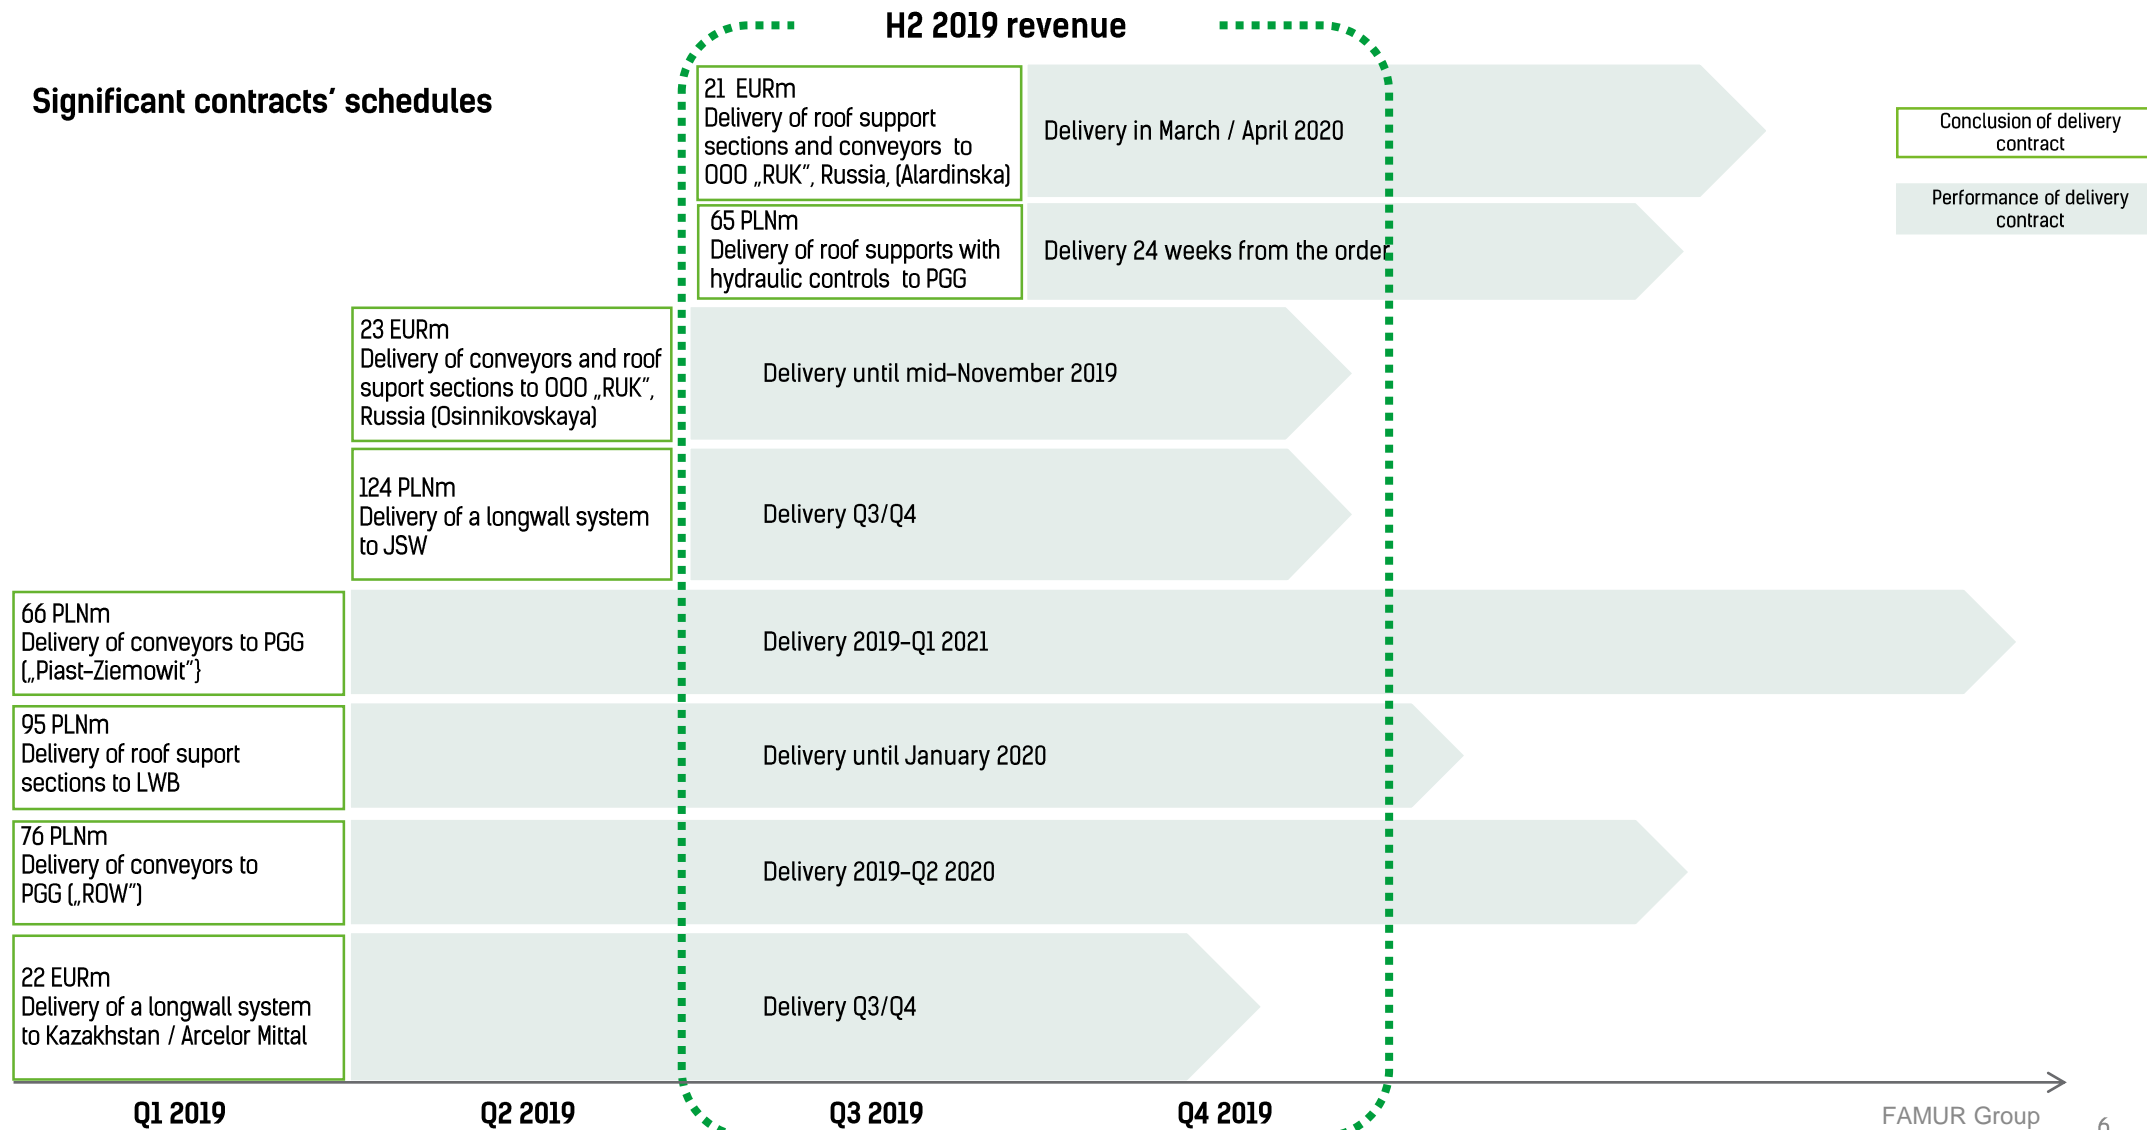 H2 2019 revenue
Significant contracts’ schedules
21 EURm
Delivery of roof support
sections and conveyors to
OOO „RUK”, Russia, (Alardinska)
Delivery in March / April 2020
Conclusion of delivery
contract
Performance of delivery
contract
65 PLNm
Delivery of roof supports with
hydraulic controls to PGG
Delivery 24 weeks from the order
23 EURm
Delivery of conveyors and roof
suport sections to OOO „RUK”,
Russia (Osinnikovskaya)
Delivery until mid-November 2019
124 PLNm
Delivery of a longwall system
to JSW
Delivery Q3/Q4
66 PLNm
Delivery of conveyors to PGG
(„Piast-Ziemowit”}
Delivery 2019-Q1 2021
95 PLNm
Delivery of roof suport
sections to LWB
Delivery until January 2020
76 PLNm
Delivery of conveyors to
PGG („ROW”)
Delivery 2019-Q2 2020
22 EURm
Delivery of a longwall system
to Kazakhstan / Arcelor Mittal
Delivery Q3/Q4
Q1 2019
Q2 2019
Q3 2019
Q4 2019
FAMUR Group
6